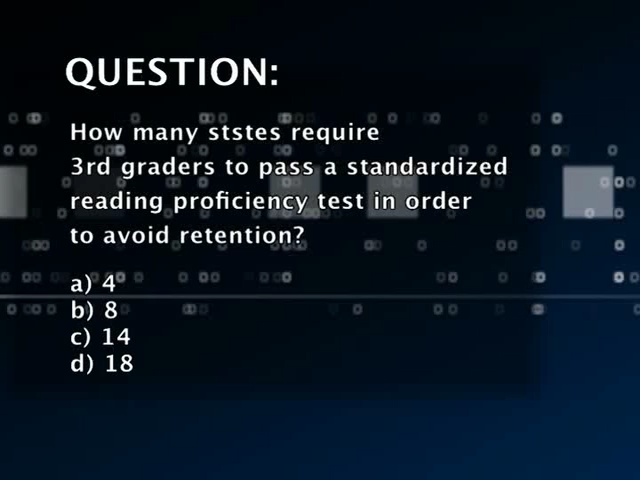 QUESTION:
How many ststes require
3rd graders to pass a standardized
reading proficiency test in order
to avoid retention?
a) 4
b) 8
c) 14
d) 18